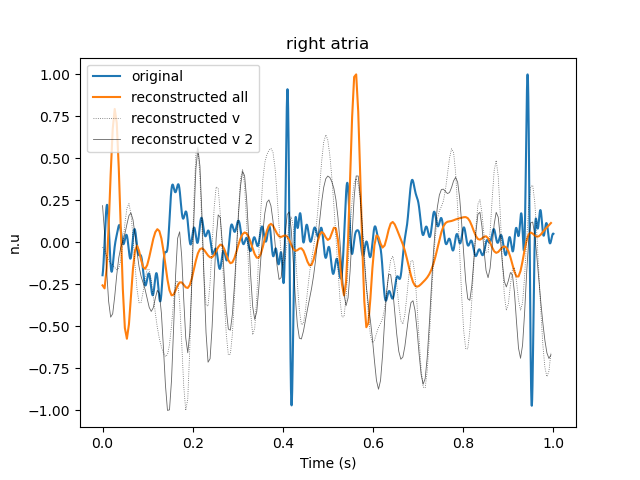 right atria
original
reconstructed all
reconstructed v
reconstructed v 2
n.u
1.00
0.75
0.50
0.25
0.00
−0.25
−0.50
−0.75
−1.00
0.0 0.2 0.4 0.6 0.8 1.0
Time (s)